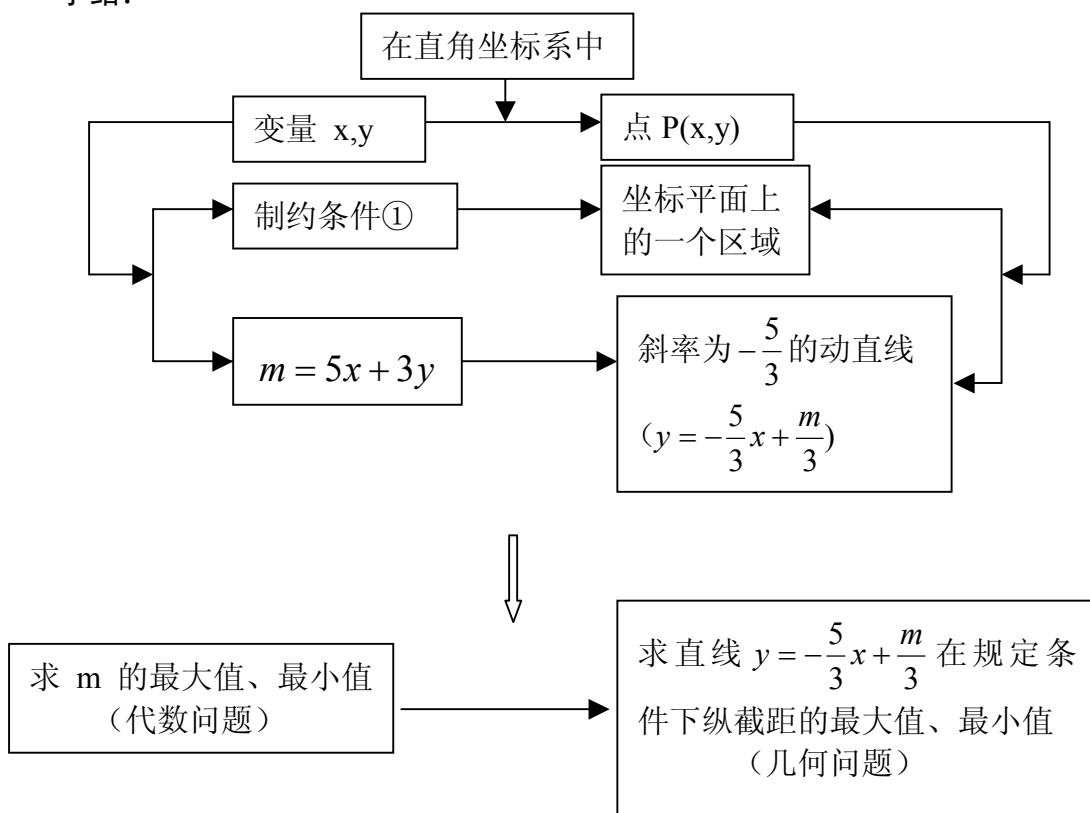 在直角坐标系中
变量 x,y
点 P(x,y)
制约条件①
坐标平面上
的一个区域
m = 5x + 3y
斜率为 -5/3 的动直线
(y = -5/3 x + m/3)
求 m 的最大值、最小值
(代数问题)
求直线 y = -5/3 x + m/3 在规定条
件下纵截距的最大值、最小值
(几何问题)